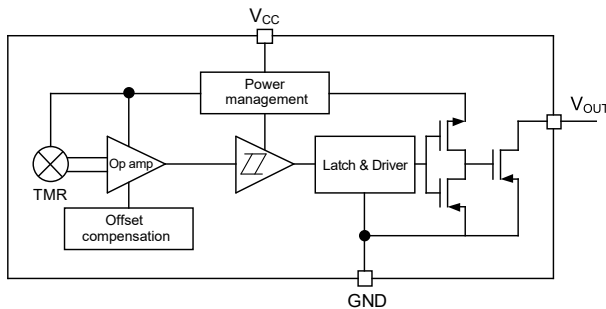 VCC
Power
management
VOUT
Op amp
Latch & Driver
TMR
Offset
compensation
GND